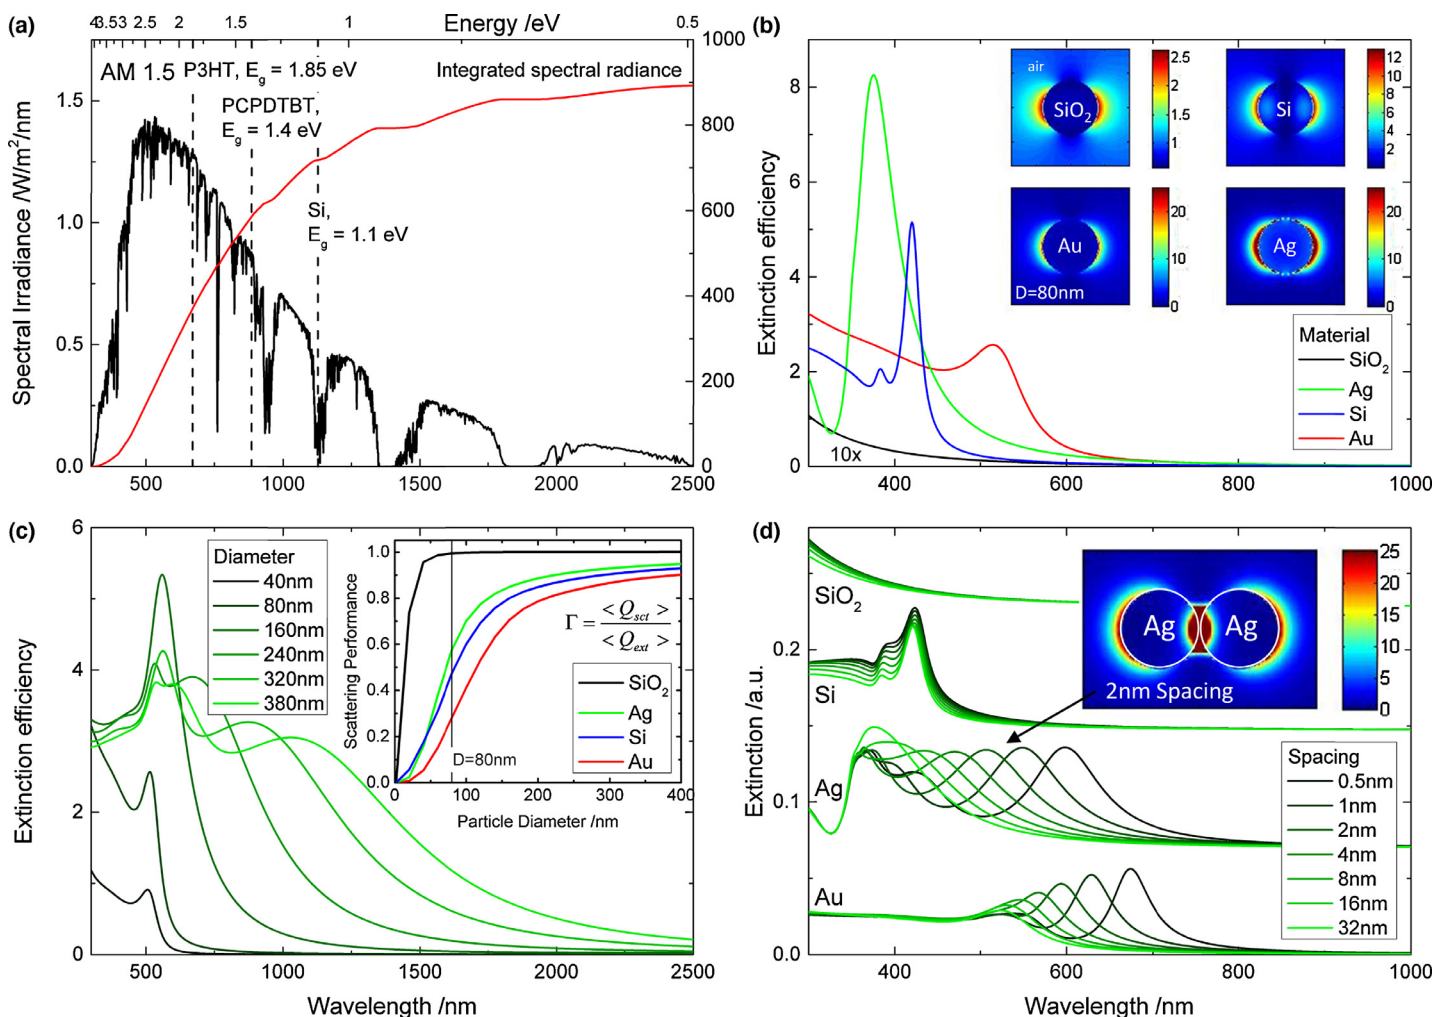 (a)
4 3.5 3 2.5 2 1.5 1 Energy /eV 0.5
AM 1.5 P3HT, Eg = 1.85 eV
Integrated spectral radiance
PCPDTBT,
Eg = 1.4 eV
Si,
Eg = 1.1 eV
Spectral Irradiance /W/m²/nm
1.5
1.0
0.5
0.0
1000
800
600
400
200
0
500 1000 1500 2000 2500
(b)
Extinction efficiency
8
6
4
2
0
400 600 800 1000
10x
air
SiO₂
2.5
2
1.5
1
Si
12
10
8
6
4
2
Au
D=80nm
20
10
0
Ag
20
10
0
Material
SiO₂
Ag
Si
Au
(c)
Extinction efficiency
6
4
2
0
500 1000 1500 2000 2500
Wavelength /nm
Diameter
40nm
80nm
160nm
240nm
320nm
380nm
Scattering Performance
1.0
0.8
0.6
0.4
0.2
0.0
0 100 200 300 400
Particle Diameter /nm
Γ = <Qsct> / <Qext>
D=80nm
SiO₂
Ag
Si
Au
(d)
Extinction /a.u.
0.2
0.1
0.0
400 600 800 1000
Wavelength /nm
SiO₂
Si
Ag
Au
Ag Ag
2nm Spacing
25
20
15
10
5
0
Spacing
0.5nm
1nm
2nm
4nm
8nm
16nm
32nm